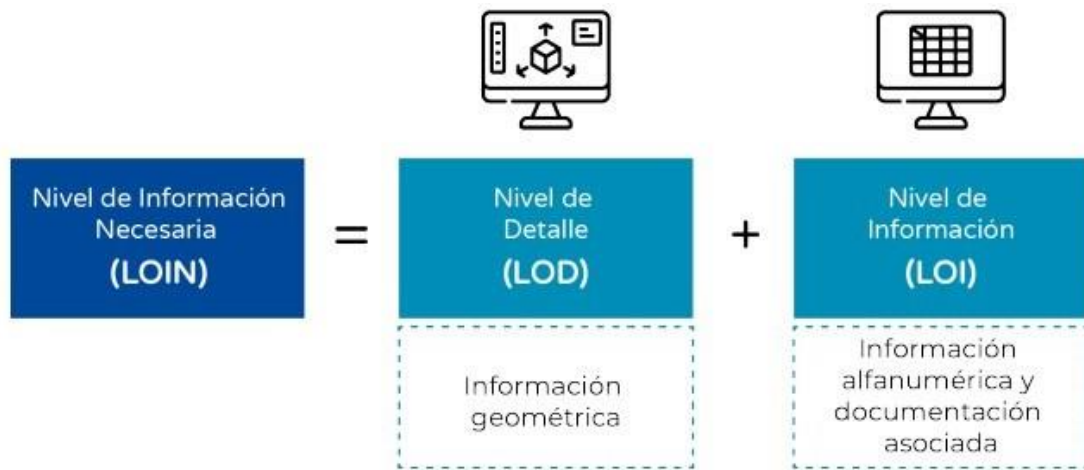 Nivel de Información
Necesaria
(LOIN)
=
Nivel de
Detalle
(LOD)
+
Nivel de
Información
(LOI)
Información
geométrica
Información
alfanumérica y
documentación
asociada